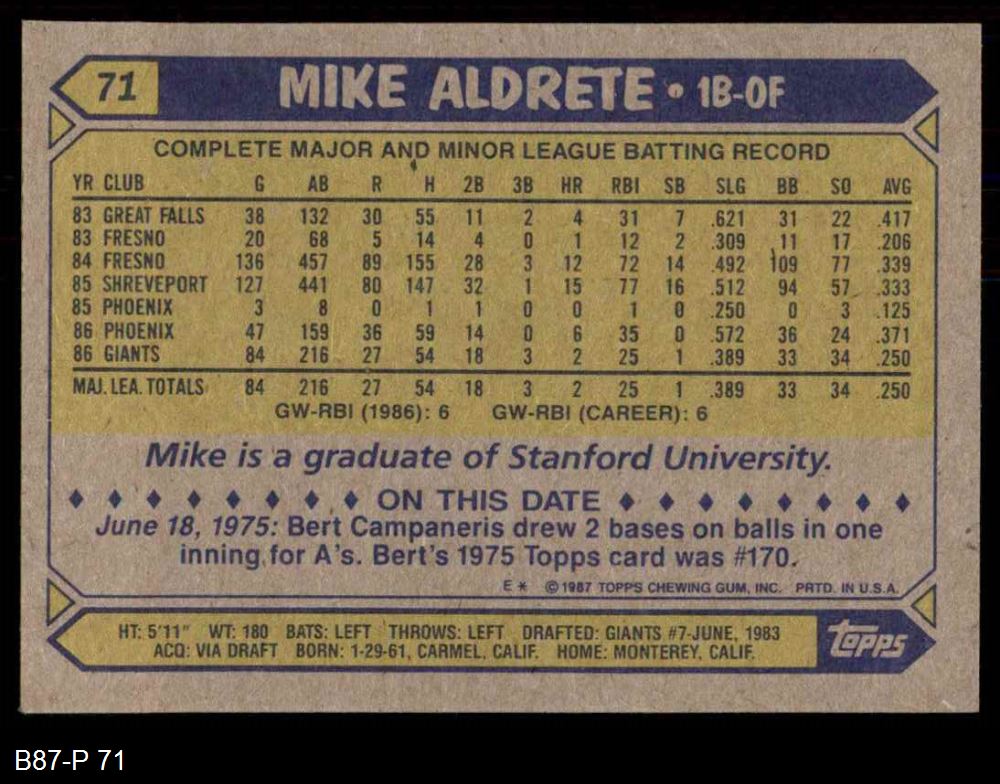 71 MIKE ALDRETE • 1B-OF
COMPLETE MAJOR AND MINOR LEAGUE BATTING RECORD
YR CLUB G AB R H 2B 3B HR RBI SB SLG BB SO AVG
83 GREAT FALLS 38 132 30 55 11 2 4 31 7 .621 31 22 .417
83 FRESNO 20 68 5 14 4 0 1 12 2 .309 11 17 .206
84 FRESNO 136 457 89 155 28 3 12 72 14 .492 109 77 .339
85 SHREVEPORT 127 441 80 147 32 1 15 77 16 .512 94 57 .333
85 PHOENIX 3 8 0 1 1 0 0 1 0 .250 0 3 .125
86 PHOENIX 47 159 36 59 14 0 6 35 0 .572 36 24 .371
86 GIANTS 84 216 27 54 18 3 2 25 1 .389 33 34 .250
MAJ. LEA. TOTALS 84 216 27 54 18 3 2 25 1 .389 33 34 .250
GW-RBI (1986): 6 GW-RBI (CAREER): 6
Mike is a graduate of Stanford University.
♦ ♦ ♦ ♦ ♦ ♦ ♦ ♦ ON THIS DATE ♦ ♦ ♦ ♦ ♦ ♦ ♦ ♦
June 18, 1975: Bert Campaneris drew 2 bases on balls in one
inning for A's. Bert's 1975 Topps card was #170.
E * © 1987 TOPPS CHEWING GUM, INC. PRTD. IN U.S.A.
HT: 5'11" WT: 180 BATS: LEFT THROWS: LEFT DRAFTED: GIANTS #7-JUNE, 1983
ACQ: VIA DRAFT BORN: 1-29-61, CARMEL, CALIF. HOME: MONTEREY, CALIF.
topps
B87-P 71